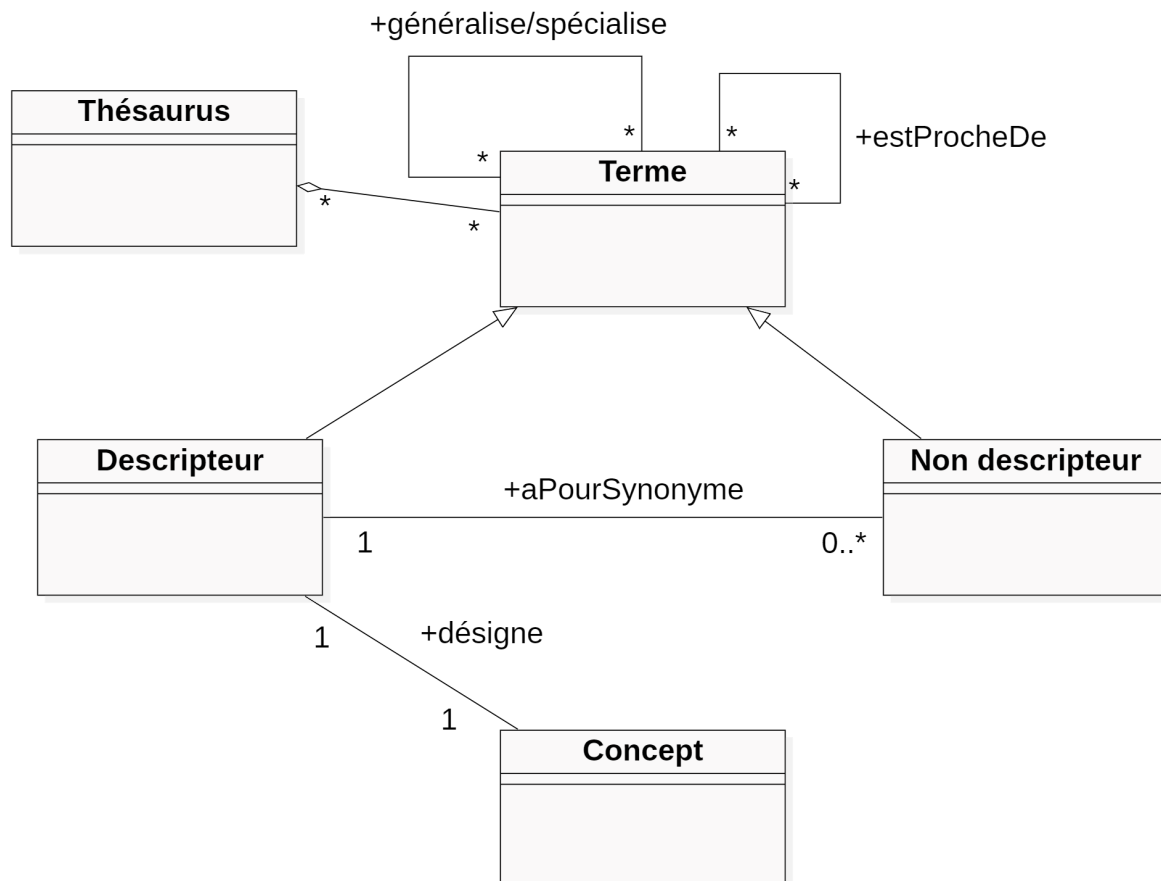 +généralise/spécialise
Thésaurus
*
*
+estProcheDe
*
Terme
*
*
*
Descripteur
Non descripteur
+aPourSynonyme
1
0..*
1
+désigne
1
Concept